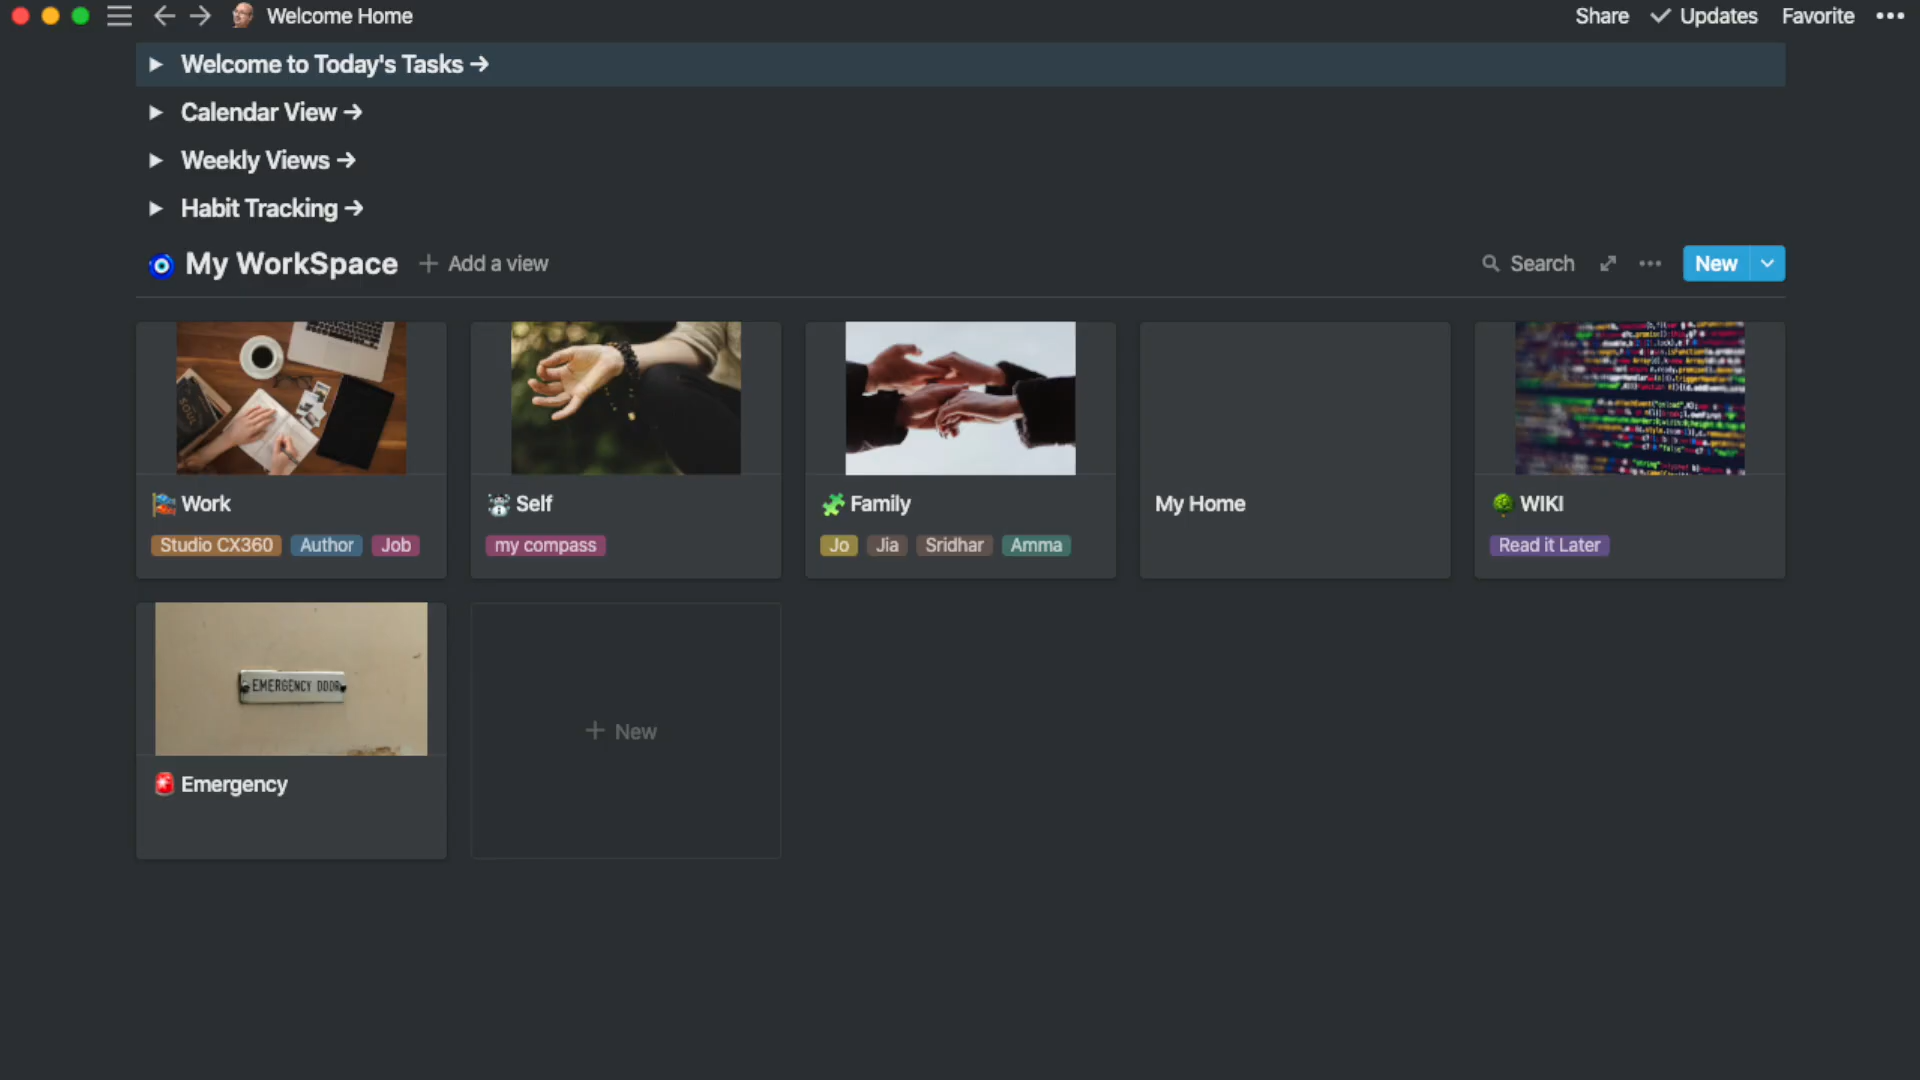 Welcome Home
Share Updates Favorite
Welcome to Today's Tasks →
Calendar View →
Weekly Views →
Habit Tracking →
My WorkSpace + Add a view
Search New
Work
Studio CX360 Author Job
Self
my compass
Family
Jo Jia Sridhar Amma
My Home
WIKI
Read it Later
EMERGENCY DOOR
Emergency
+ New